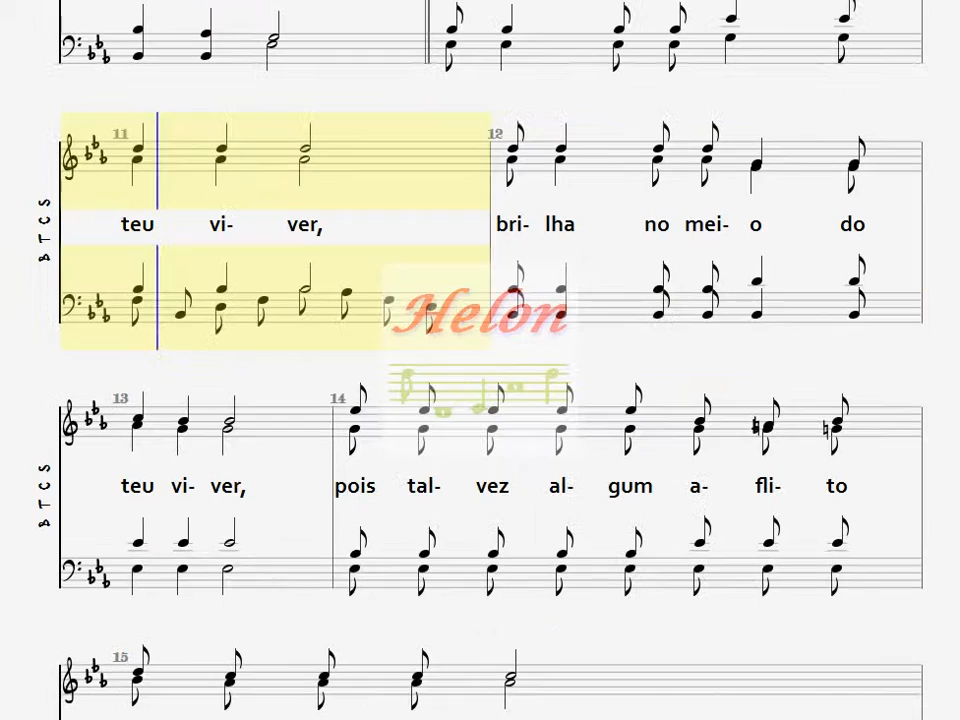 11 12
teu vi- ver, bri- lha no mei- o do
B T C S
Helon
13 14
teu vi- ver, pois tal- vez al- gum a- fli- to
B T C S
15